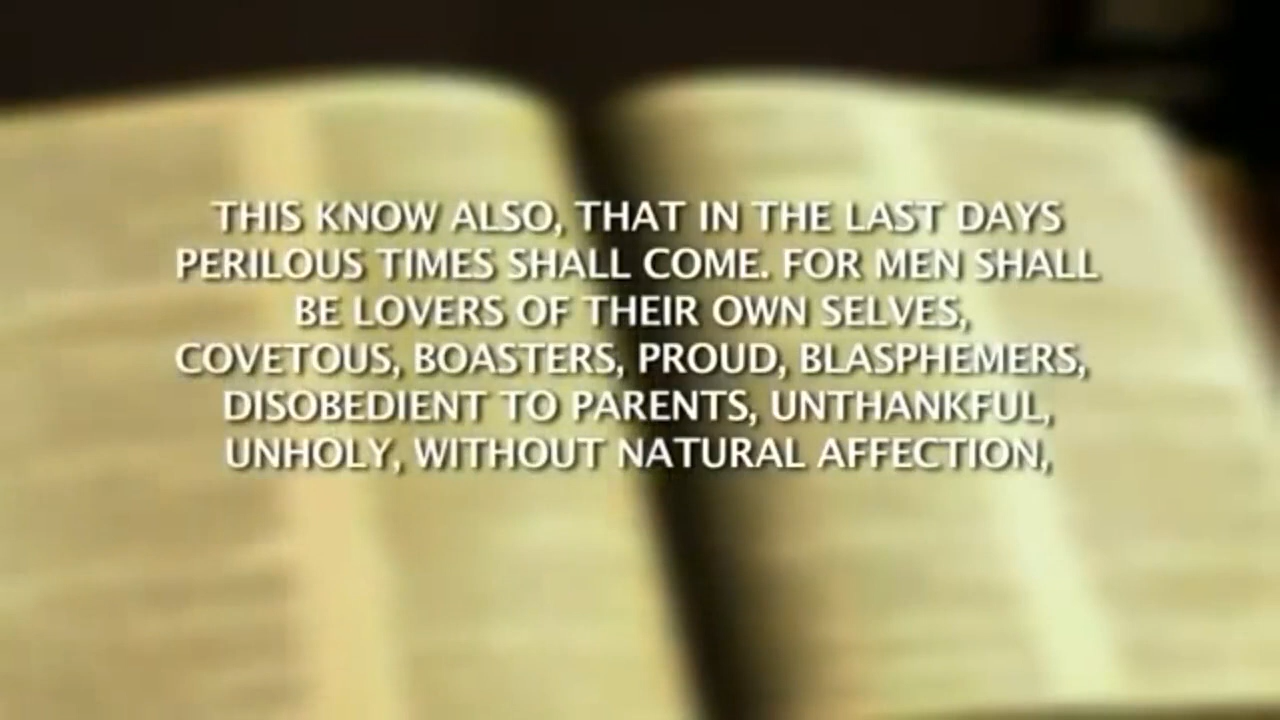 THIS KNOW ALSO, THAT IN THE LAST DAYS
PERILOUS TIMES SHALL COME. FOR MEN SHALL
BE LOVERS OF THEIR OWN SELVES,
COVETOUS, BOASTERS, PROUD, BLASPHEMERS,
DISOBEDIENT TO PARENTS, UNTHANKFUL,
UNHOLY, WITHOUT NATURAL AFFECTION,